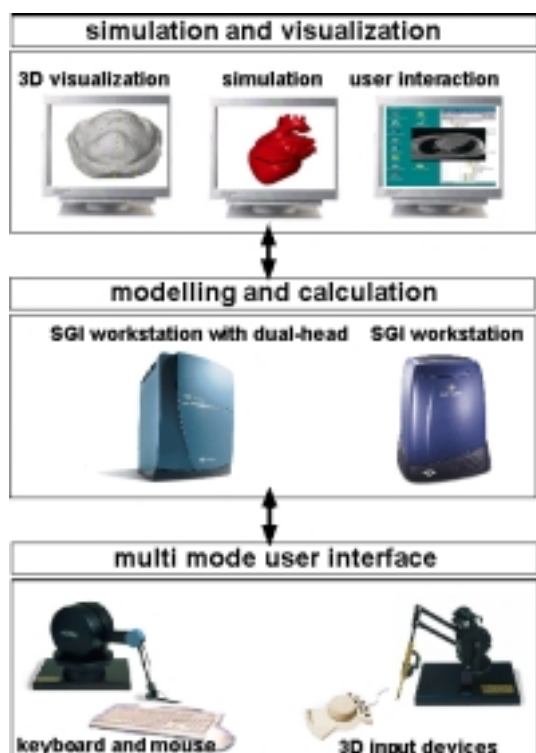 simulation and visualization
3D visualization simulation user interaction
modelling and calculation
SGI workstation with dual-head SGI workstation
multi mode user interface
keyboard and mouse 3D input devices